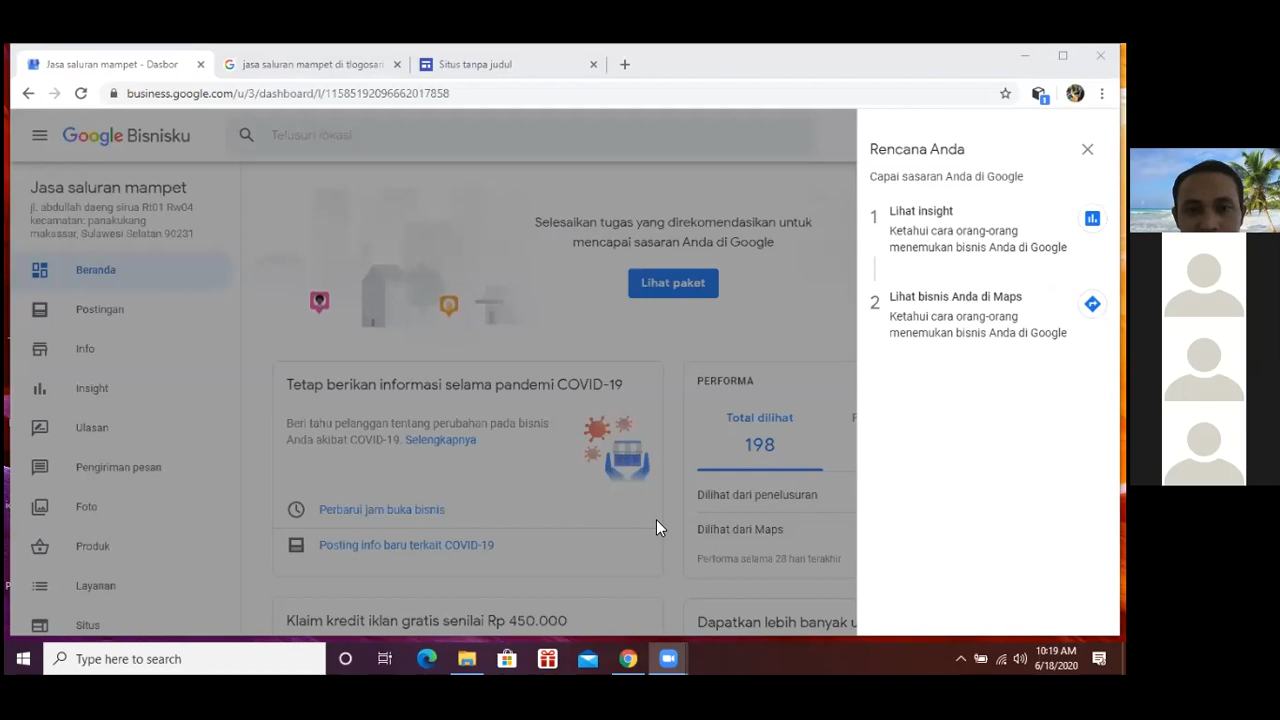 Jasa saluran mampet - Dasbor
jasa saluran mampet di tlogosari
Situs tanpa judul
business.google.com/u/3/dashboard/l/11585192096662017858
Google Bisnisku
Telusuri lokasi
Jasa saluran mampet
jl. abdullah daeng sirua Rt01 Rw04
kecamatan: panakukang
makassar, Sulawesi Selatan 90231
Beranda
Postingan
Info
Insight
Ulasan
Pengiriman pesan
Foto
Produk
Layanan
Situs
Selesaikan tugas yang direkomendasikan untuk
mencapai sasaran Anda di Google
Lihat paket
Tetap berikan informasi selama pandemi COVID-19
Beri tahu pelanggan tentang perubahan pada bisnis
Anda akibat COVID-19. Selengkapnya
Perbarui jam buka bisnis
Posting info baru terkait COVID-19
Klaim kredit iklan gratis senilai Rp 450.000
PERFORMA
Total dilihat
198
Dilihat dari penelusuran
Dilihat dari Maps
Performa selama 28 hari terakhir
Dapatkan lebih banyak
Rencana Anda
Capai sasaran Anda di Google
1
Lihat insight
Ketahui cara orang-orang
menemukan bisnis Anda di Google
2
Lihat bisnis Anda di Maps
Ketahui cara orang-orang
menemukan bisnis Anda di Google
Type here to search
10:19 AM
6/18/2020